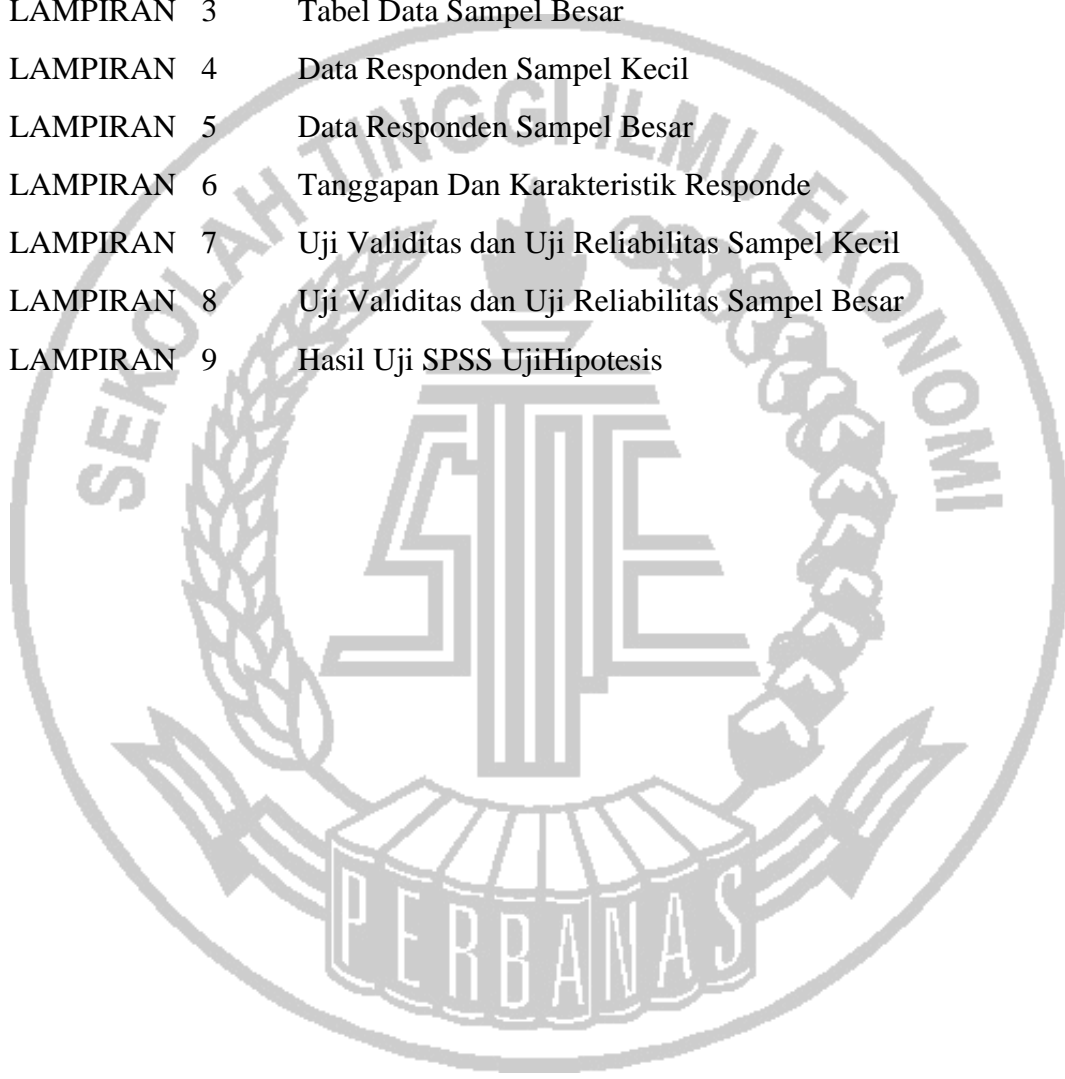 LAMPIRAN 3 Tabel Data Sampel Besar
LAMPIRAN 4 Data Responden Sampel Kecil
LAMPIRAN 5 Data Responden Sampel Besar
LAMPIRAN 6 Tanggapan Dan Karakteristik Responde
LAMPIRAN 7 Uji Validitas dan Uji Reliabilitas Sampel Kecil
LAMPIRAN 8 Uji Validitas dan Uji Reliabilitas Sampel Besar
LAMPIRAN 9 Hasil Uji SPSS UjiHipotesis
SEKOLAH TINGGI ILMU EKONOMI
STIE
PERBANAS